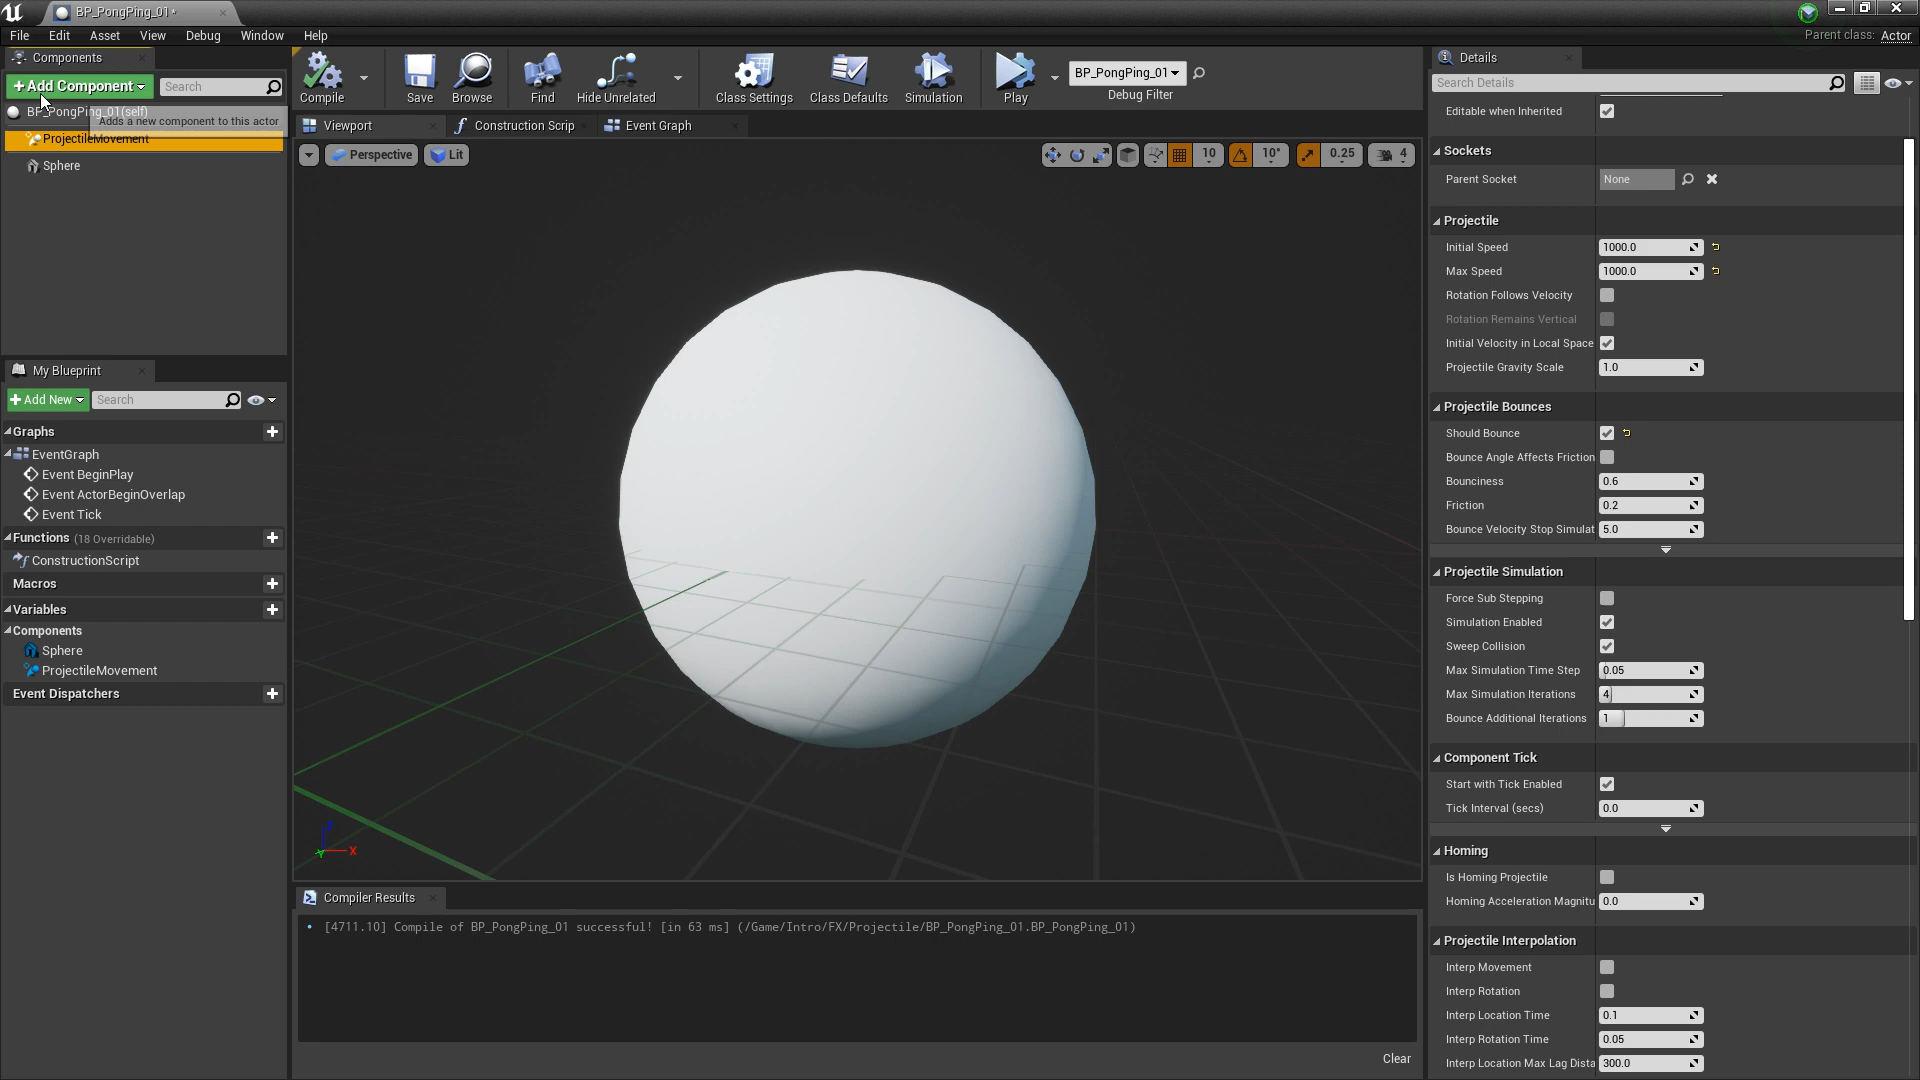 BP_PongPing_01*
File Edit Asset View Debug Window Help
Parent class: Actor
Components
+Add Component
Search
BP_PongPing_01(self)
Adds a new component to this actor
ProjectileMovement
Sphere
My Blueprint
+Add New
Search
Graphs
EventGraph
Event BeginPlay
Event ActorBeginOverlap
Event Tick
Functions (18 Overridable)
ConstructionScript
Macros
Variables
Components
Sphere
ProjectileMovement
Event Dispatchers
Compile
Save
Browse
Find
Hide Unrelated
Class Settings
Class Defaults
Simulation
Play
BP_PongPing_01
Debug Filter
Viewport
Construction Scrip
Event Graph
Perspective
Lit
10
10°
0.25
4
Z
Y
X
Compiler Results
• [4711.10] Compile of BP_PongPing_01 successful! [in 63 ms] (/Game/Intro/FX/Projectile/BP_PongPing_01.BP_PongPing_01)
Clear
Details
Search Details
Editable when Inherited
Sockets
Parent Socket None
Projectile
Initial Speed 1000.0
Max Speed 1000.0
Rotation Follows Velocity
Rotation Remains Vertical
Initial Velocity in Local Space
Projectile Gravity Scale 1.0
Projectile Bounces
Should Bounce
Bounce Angle Affects Friction
Bounciness 0.6
Friction 0.2
Bounce Velocity Stop Simulat 5.0
Projectile Simulation
Force Sub Stepping
Simulation Enabled
Sweep Collision
Max Simulation Time Step 0.05
Max Simulation Iterations 4
Bounce Additional Iterations 1
Component Tick
Start with Tick Enabled
Tick Interval (secs) 0.0
Homing
Is Homing Projectile
Homing Acceleration Magnitu 0.0
Projectile Interpolation
Interp Movement
Interp Rotation
Interp Location Time 0.1
Interp Rotation Time 0.05
Interp Location Max Lag Dista 300.0